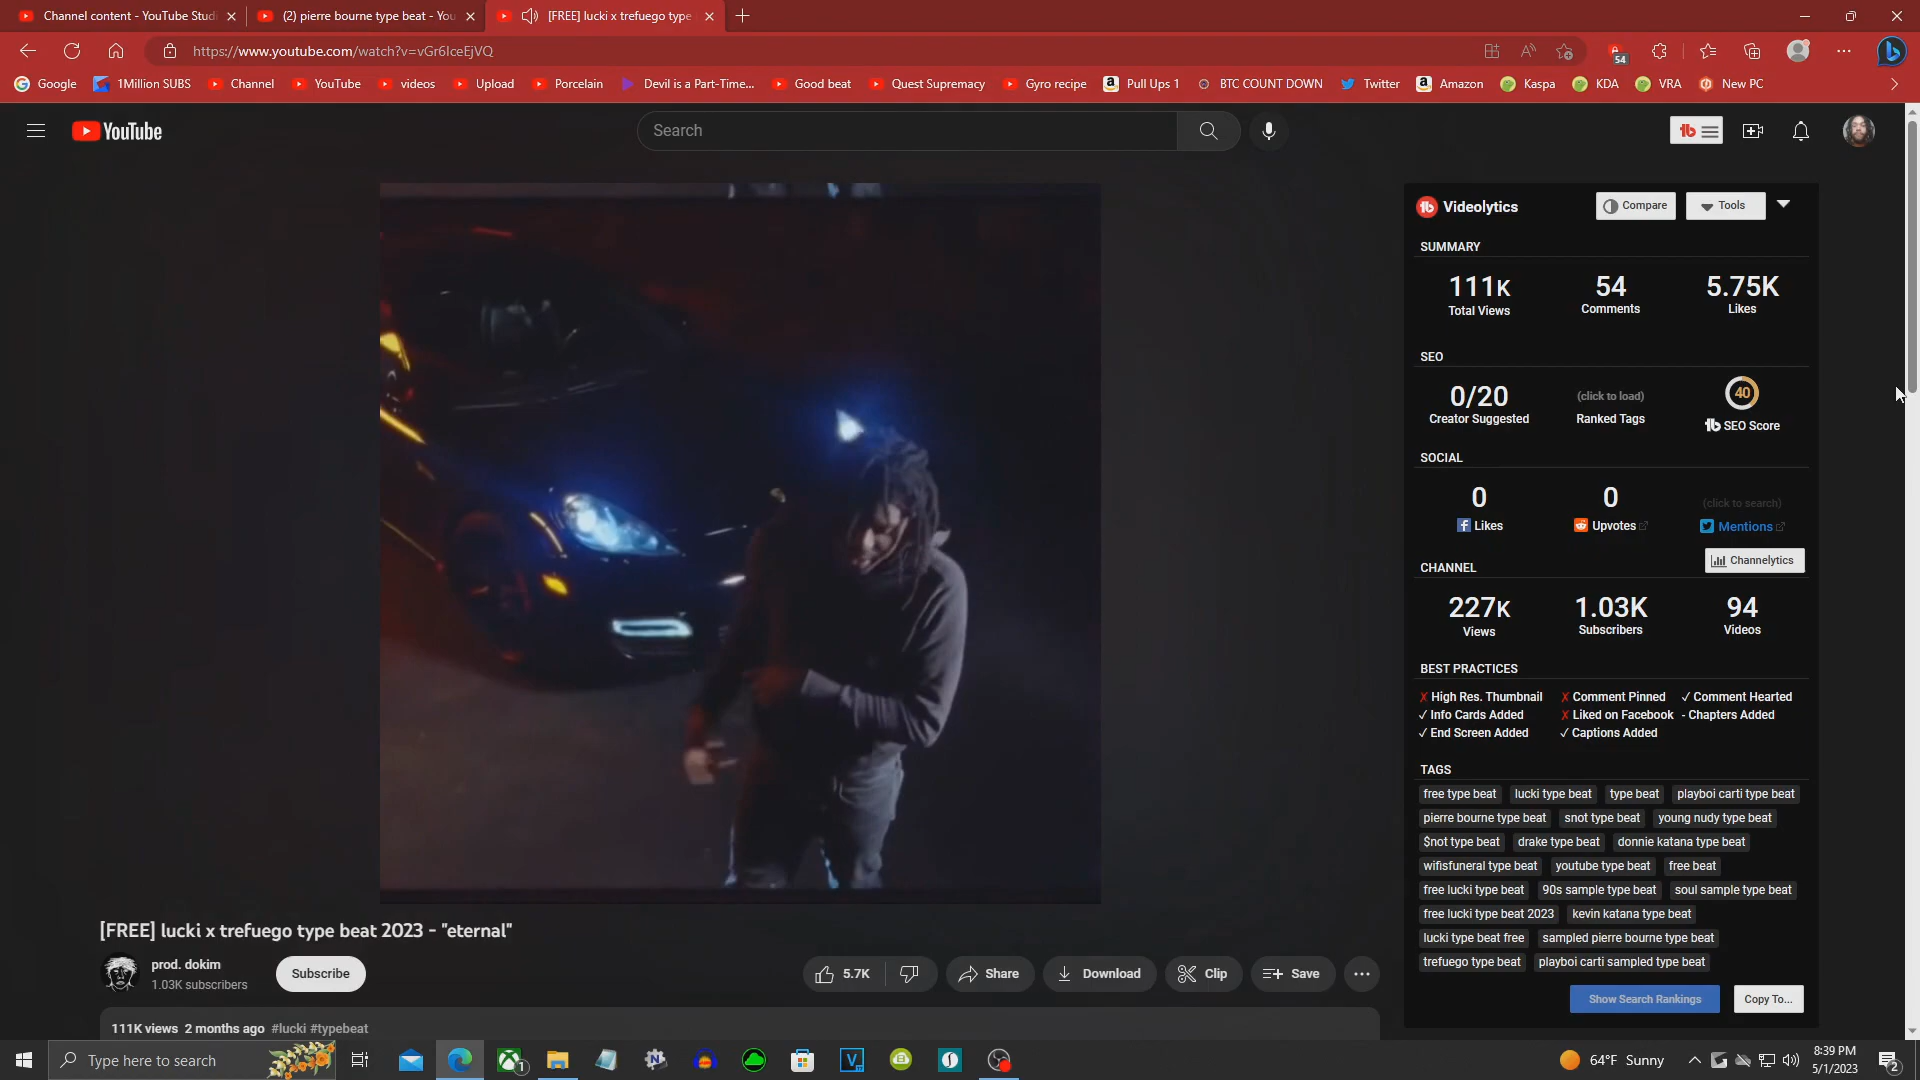 Channel content - YouTube Studi
(2) pierre bourne type beat - You
[FREE] lucki x trefuego type
https://www.youtube.com/watch?v=vGr6IceEjVQ
54
Google
1Million SUBS
Channel
YouTube
videos
Upload
Porcelain
Devil is a Part-Time...
Good beat
Quest Supremacy
Gyro recipe
Pull Ups 1
BTC COUNT DOWN
Twitter
Amazon
Kaspa
KDA
VRA
New PC
YouTube
Search
Videolytics
Compare
Tools
SUMMARY
111K 54 5.75K
Total Views Comments Likes
SEO
0/20 (click to load) 40
Creator Suggested Ranked Tags SEO Score
SOCIAL
0 0 (click to search)
Likes Upvotes Mentions
CHANNEL Channelytics
227K 1.03K 94
Views Subscribers Videos
BEST PRACTICES
✗ High Res. Thumbnail ✗ Comment Pinned ✓ Comment Hearted
✓ Info Cards Added ✗ Liked on Facebook - Chapters Added
✓ End Screen Added ✓ Captions Added
TAGS
free type beat lucki type beat type beat playboi carti type beat
pierre bourne type beat snot type beat young nudy type beat
$not type beat drake type beat donnie katana type beat
wifisfuneral type beat youtube type beat free beat
free lucki type beat 90s sample type beat soul sample type beat
free lucki type beat 2023 kevin katana type beat
lucki type beat free sampled pierre bourne type beat
trefuego type beat playboi carti sampled type beat
Show Search Rankings Copy To...
[FREE] lucki x trefuego type beat 2023 - "eternal"
prod. dokim
1.03K subscribers
Subscribe
5.7K
Share
Download
Clip
Save
111K views 2 months ago #lucki #typebeat
Type here to search
1
64°F Sunny
8:39 PM
5/1/2023
2